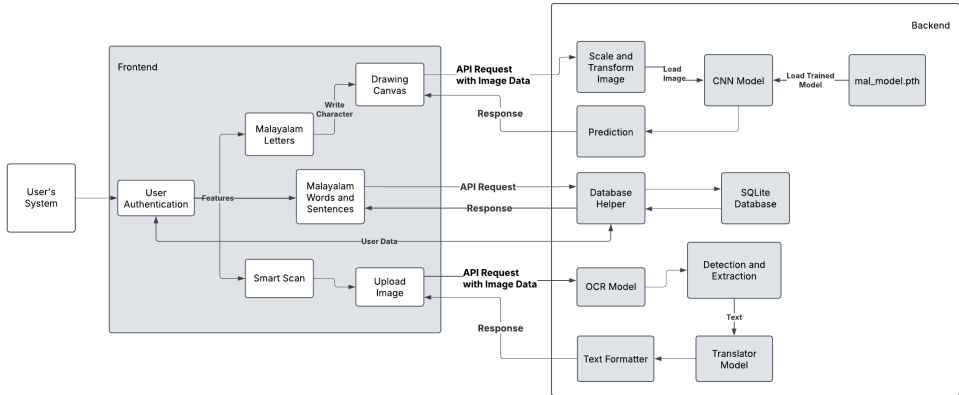 Backend
Frontend
User's
System
User
Authentication
Features
Malayalam
Letters
Write
Character
Drawing
Canvas
API Request
with Image Data
Response
Scale and
Transform
Image
Load
Image
CNN Model
Load Trained
Model
mal_model.pth
Prediction
Malayalam
Words and
Sentences
API Request
Response
Database
Helper
SQLite
Database
User Data
Smart Scan
Upload
Image
API Request
with Image Data
Response
OCR Model
Detection and
Extraction
Text
Translator
Model
Text Formatter